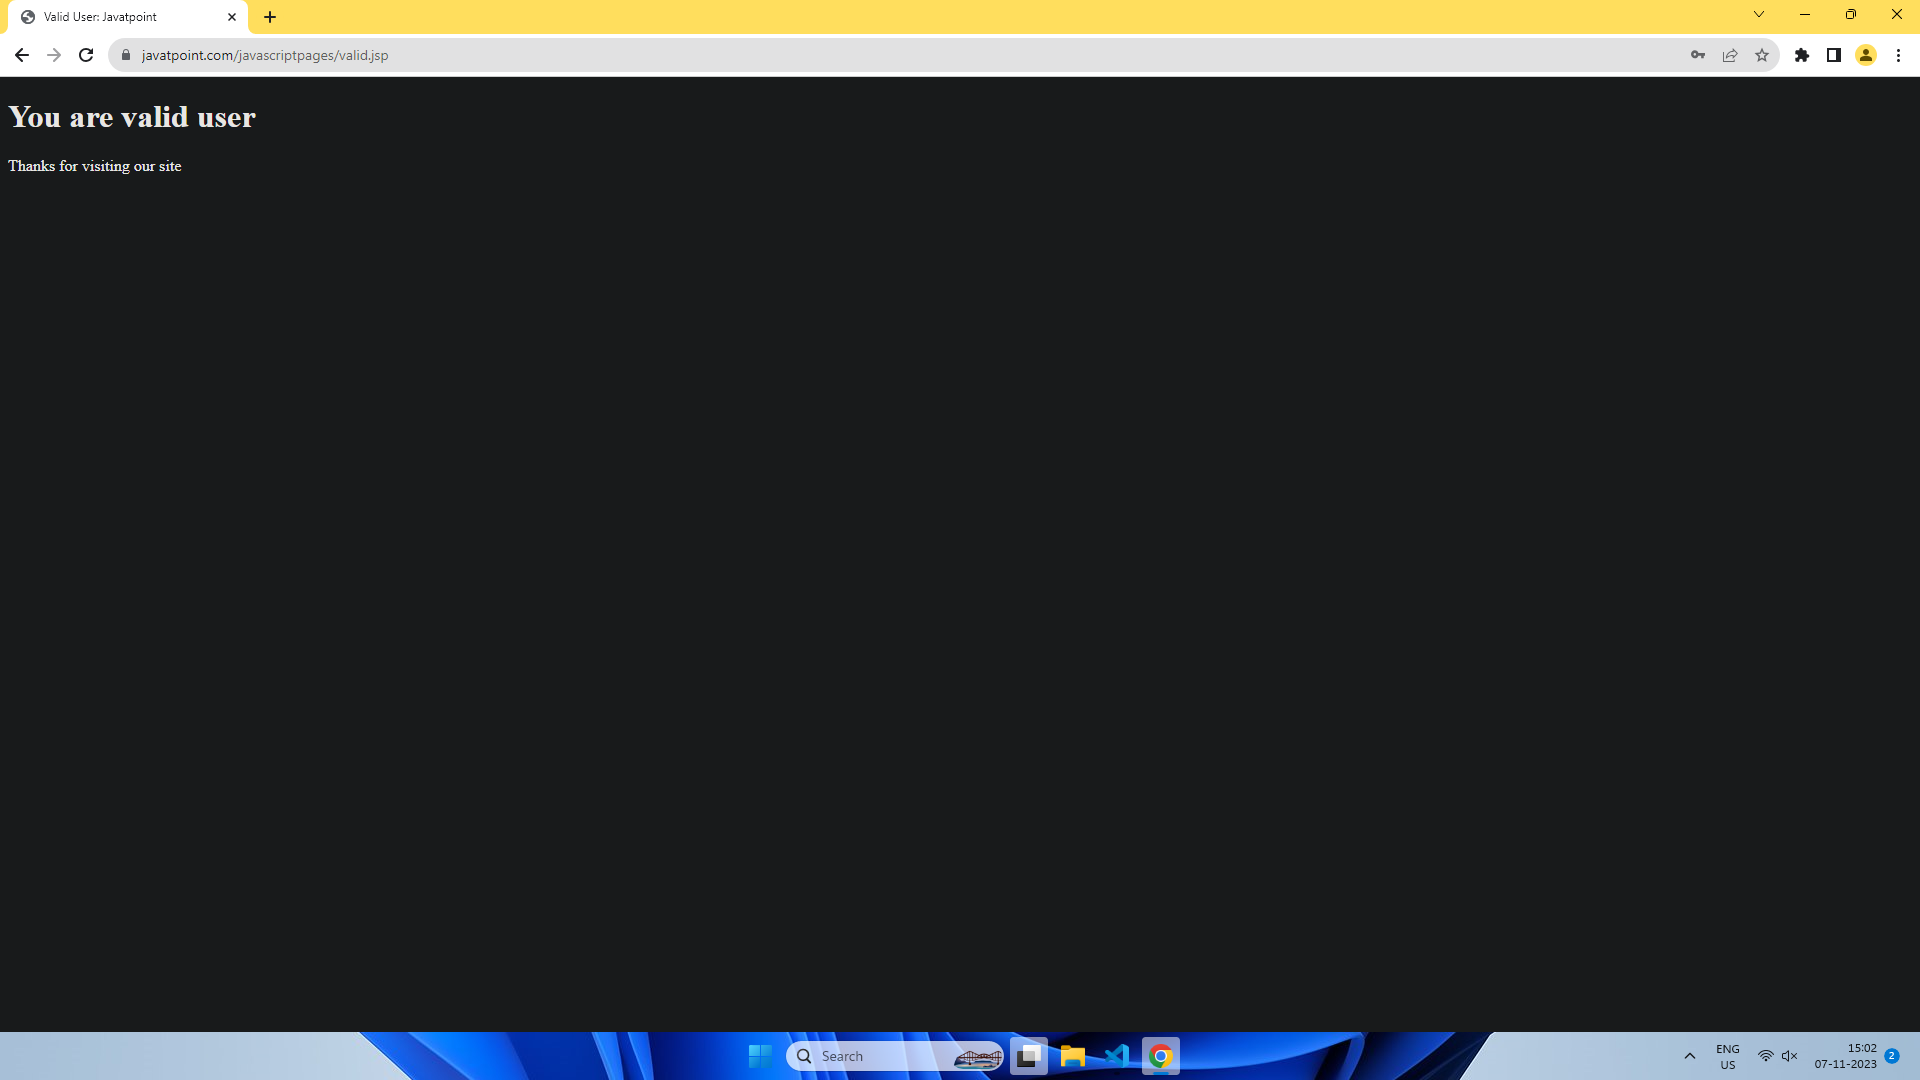 Valid User: Javatpoint
javatpoint.com/javascriptpages/valid.jsp
You are valid user
Thanks for visiting our site
Search
ENG
US
15:02
07-11-2023
2